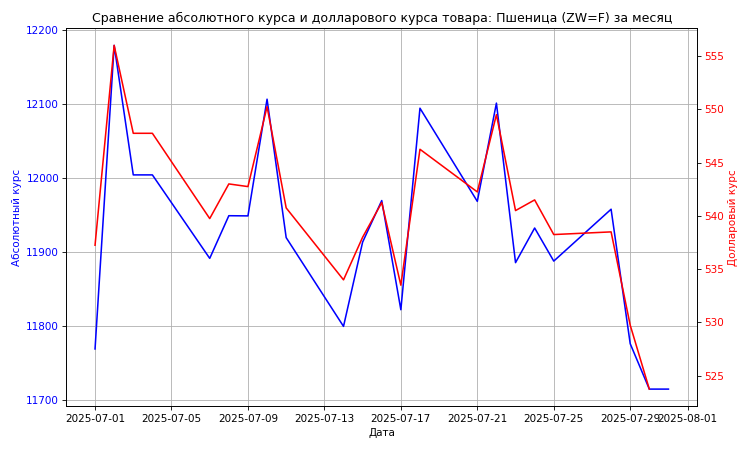 Сравнение абсолютного курса и долларового курса товара: Пшеница (ZW=F) за месяц
12200
12100
12000
11900
11800
11700
Абсолютный курс
555
550
545
540
535
530
525
Долларовый курс
2025-07-01 2025-07-05 2025-07-09 2025-07-13 2025-07-17 2025-07-21 2025-07-25 2025-07-29 2025-08-01
Дата